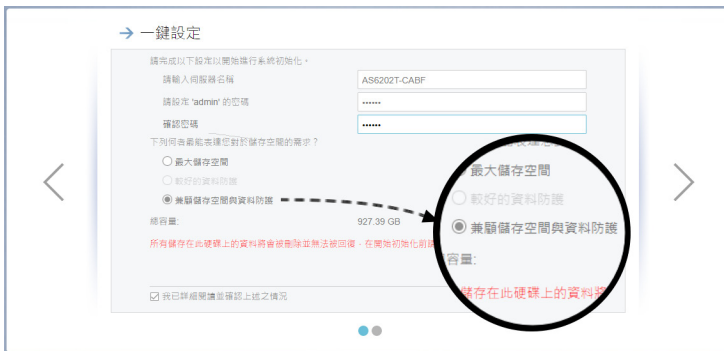 一鍵設定
請完成以下設定以開始進行系統初始化。
請輸入伺服器名稱 AS6202T-CABF
請設定 'admin' 的密碼 ••••••
確認密碼 ••••••
下列何者最能表達您對於儲存空間的需求？
最大儲存空間
較好的資料防護
兼顧儲存空間與資料防護
總容量: 927.39 GB
所有儲存在此硬碟上的資料將會被刪除並無法被回復。在開始初始化前請
我已詳細閱讀並確認上述之情況
最大儲存空間
較好的資料防護
兼顧儲存空間與資料防護
容量:
儲存在此硬碟上的資料將